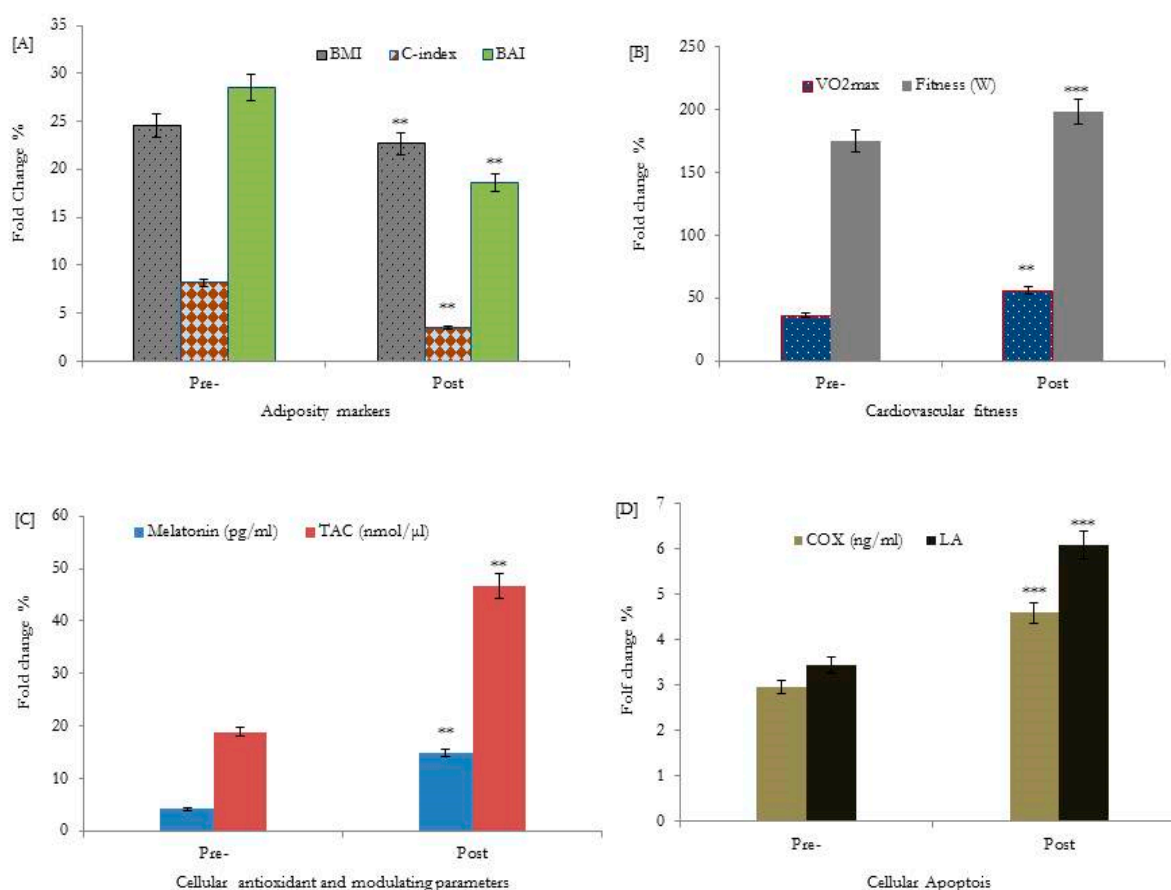 [A]
BMI C-index BAI
35
30
25
20
15
10
5
0
Fold Change %
**
**
**
Pre- Post
Adiposity markers
[B]
VO2max Fitness (W)
250
200
150
100
50
0
Fold change %
***
**
Pre- Post
Cardiovascular fitness
[C]
Melatonin (pg/ml) TAC (nmol/µl)
60
50
40
30
20
10
0
Fold change %
**
**
Pre- Post
Cellular antioxidant and modulating parameters
[D]
COX (ng/ml) LA
7
6
5
4
3
2
1
0
Folf change %
***
***
Pre- Post
Cellular Apoptois